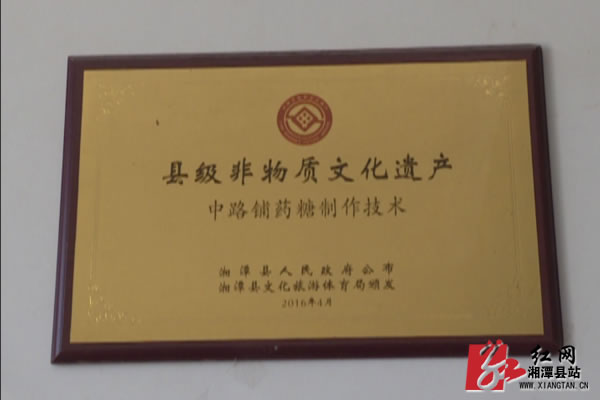 县级非物质文化遗产
中路铺药糖制作技术
湘潭县人民政府公布
湘潭县文化旅游体育局颁发
2016年4月
红网
湘潭县站
WWW.XIANGTAN.CN